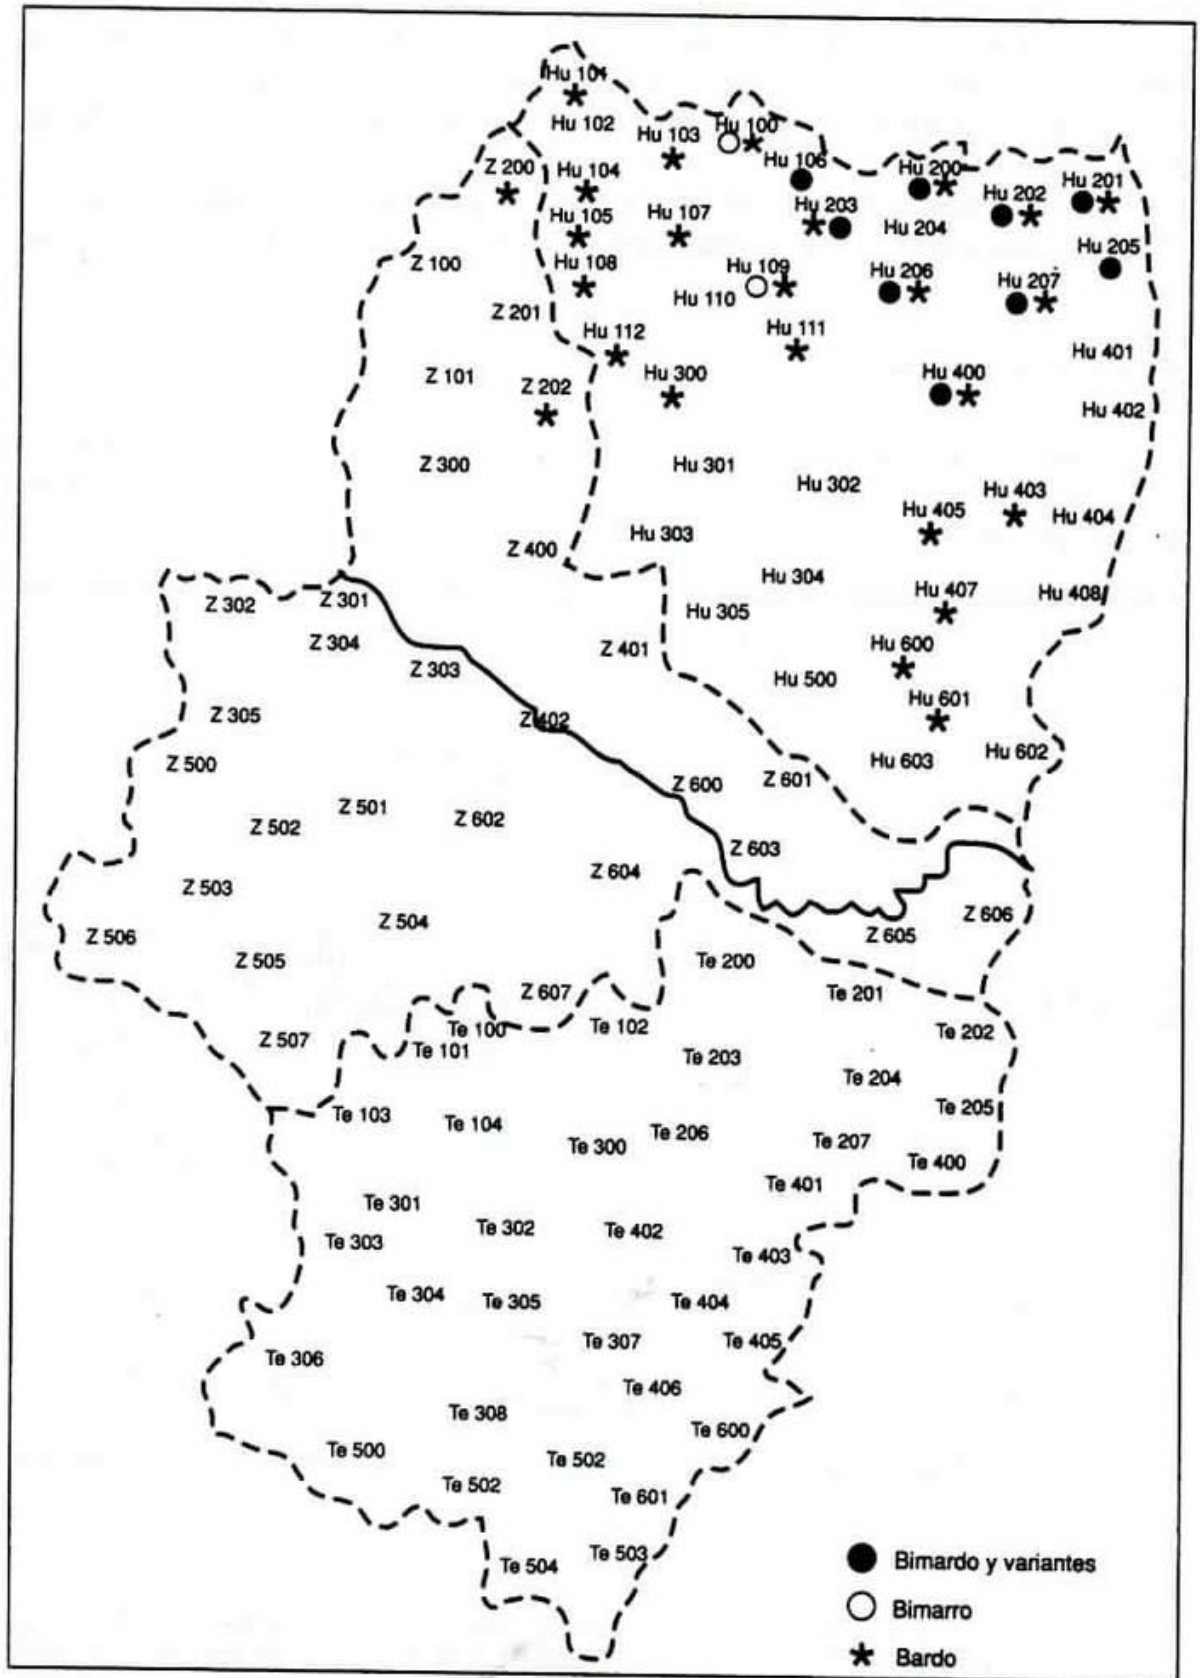 Hu 101
Hu 102
Hu 103
Hu 100
Hu 106
Z 200
Hu 104
Hu 200
Hu 202
Hu 201
Hu 105
Hu 107
Hu 203
Hu 204
Hu 205
Z 100
Hu 108
Hu 109
Hu 110
Hu 206
Hu 207
Z 201
Hu 112
Hu 111
Hu 401
Z 101
Z 202
Hu 300
Hu 400
Hu 402
Z 300
Hu 301
Hu 302
Hu 403
Hu 405
Hu 404
Z 400
Hu 303
Hu 304
Hu 407
Hu 408
Z 302
Z 301
Hu 305
Z 304
Z 303
Z 401
Hu 600
Hu 500
Hu 601
Z 305
Z 402
Z 500
Hu 603
Hu 602
Z 600
Z 601
Z 502
Z 501
Z 602
Z 603
Z 503
Z 604
Z 506
Z 504
Z 605
Z 606
Z 505
Te 200
Z 607
Te 201
Z 507
Te 100
Te 101
Te 102
Te 202
Te 203
Te 204
Te 103
Te 104
Te 205
Te 300
Te 206
Te 207
Te 400
Te 401
Te 301
Te 303
Te 302
Te 402
Te 403
Te 304
Te 305
Te 404
Te 307
Te 405
Te 306
Te 406
Te 308
Te 600
Te 500
Te 502
Te 502
Te 601
Te 504
Te 503
Bimardo y variantes
Bimarro
Bardo